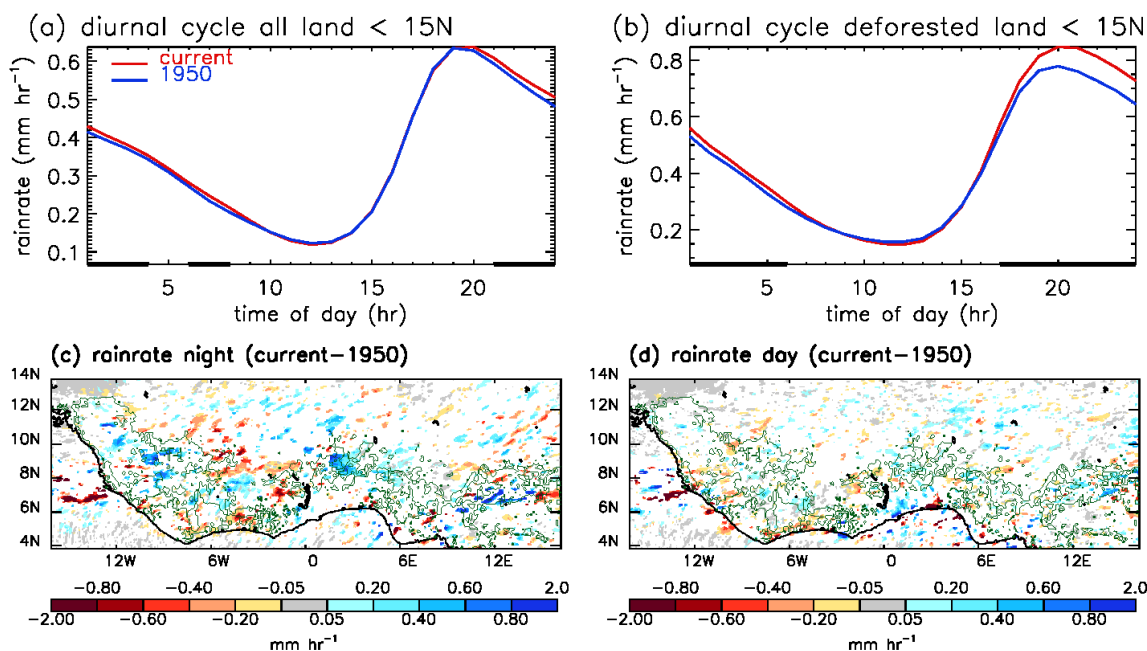 (a) diurnal cycle all land < 15N
(b) diurnal cycle deforested land < 15N
current
1950
rainrate (mm hr⁻¹)
0.6
0.5
0.4
0.3
0.2
0.1
5 10 15 20
time of day (hr)
rainrate (mm hr⁻¹)
0.8
0.6
0.4
0.2
5 10 15 20
time of day (hr)
(c) rainrate night (current−1950)
14N
12N
10N
8N
6N
4N
12W 6W 0 6E 12E
−0.80 −0.40 −0.05 0.20 0.60 2.0
−2.00 −0.60 −0.20 0.05 0.40 0.80
mm hr⁻¹
(d) rainrate day (current−1950)
14N
12N
10N
8N
6N
4N
12W 6W 0 6E 12E
−0.80 −0.40 −0.05 0.20 0.60 2.0
−2.00 −0.60 −0.20 0.05 0.40 0.80
mm hr⁻¹